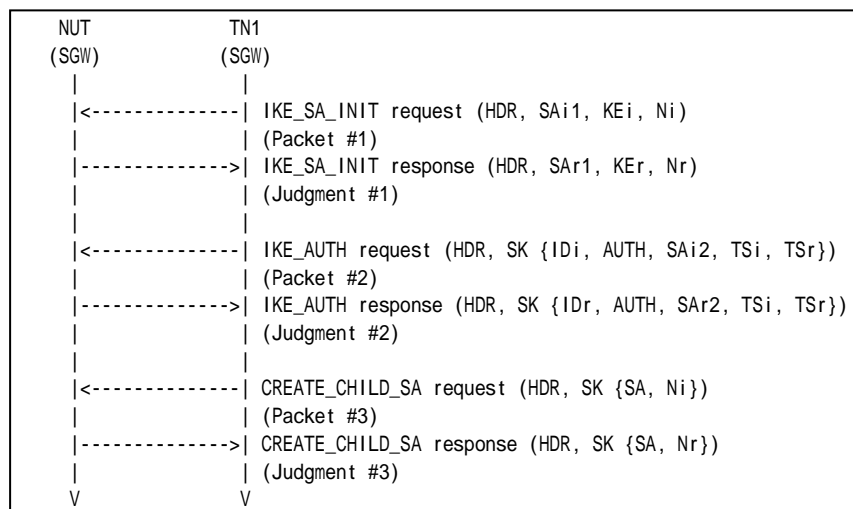 NUT TN1
(SGW) (SGW)
| |
|<--------------| IKE_SA_INIT request (HDR, SAi1, KEi, Ni)
| | (Packet #1)
|-------------->| IKE_SA_INIT response (HDR, SAr1, KEr, Nr)
| | (Judgment #1)
| |
|<--------------| IKE_AUTH request (HDR, SK {IDi, AUTH, SAi2, TSi, TSr})
| | (Packet #2)
|-------------->| IKE_AUTH response (HDR, SK {IDr, AUTH, SAr2, TSi, TSr})
| | (Judgment #2)
| |
|<--------------| CREATE_CHILD_SA request (HDR, SK {SA, Ni})
| | (Packet #3)
|-------------->| CREATE_CHILD_SA response (HDR, SK {SA, Nr})
| | (Judgment #3)
V V